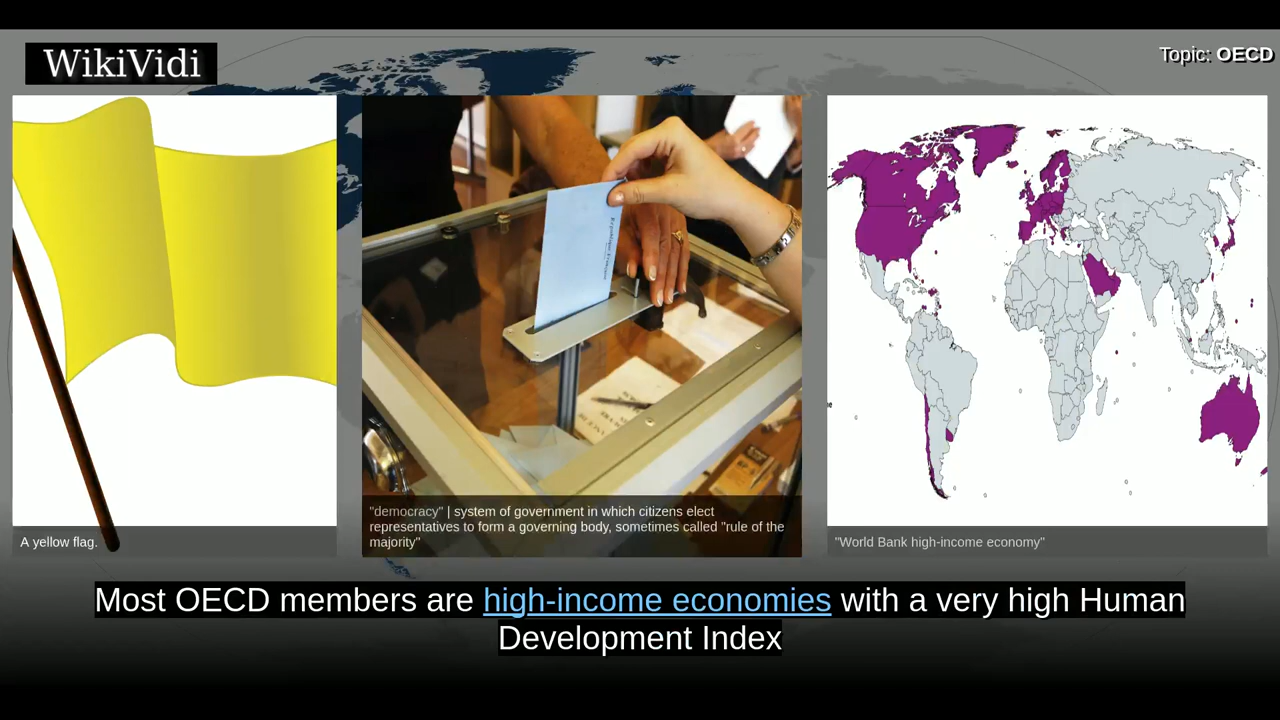 WikiVidi
Topic: OECD
A yellow flag.
"democracy" | system of government in which citizens elect
representatives to form a governing body, sometimes called "rule of the
majority"
"World Bank high-income economy"
Most OECD members are high-income economies with a very high Human
Development Index